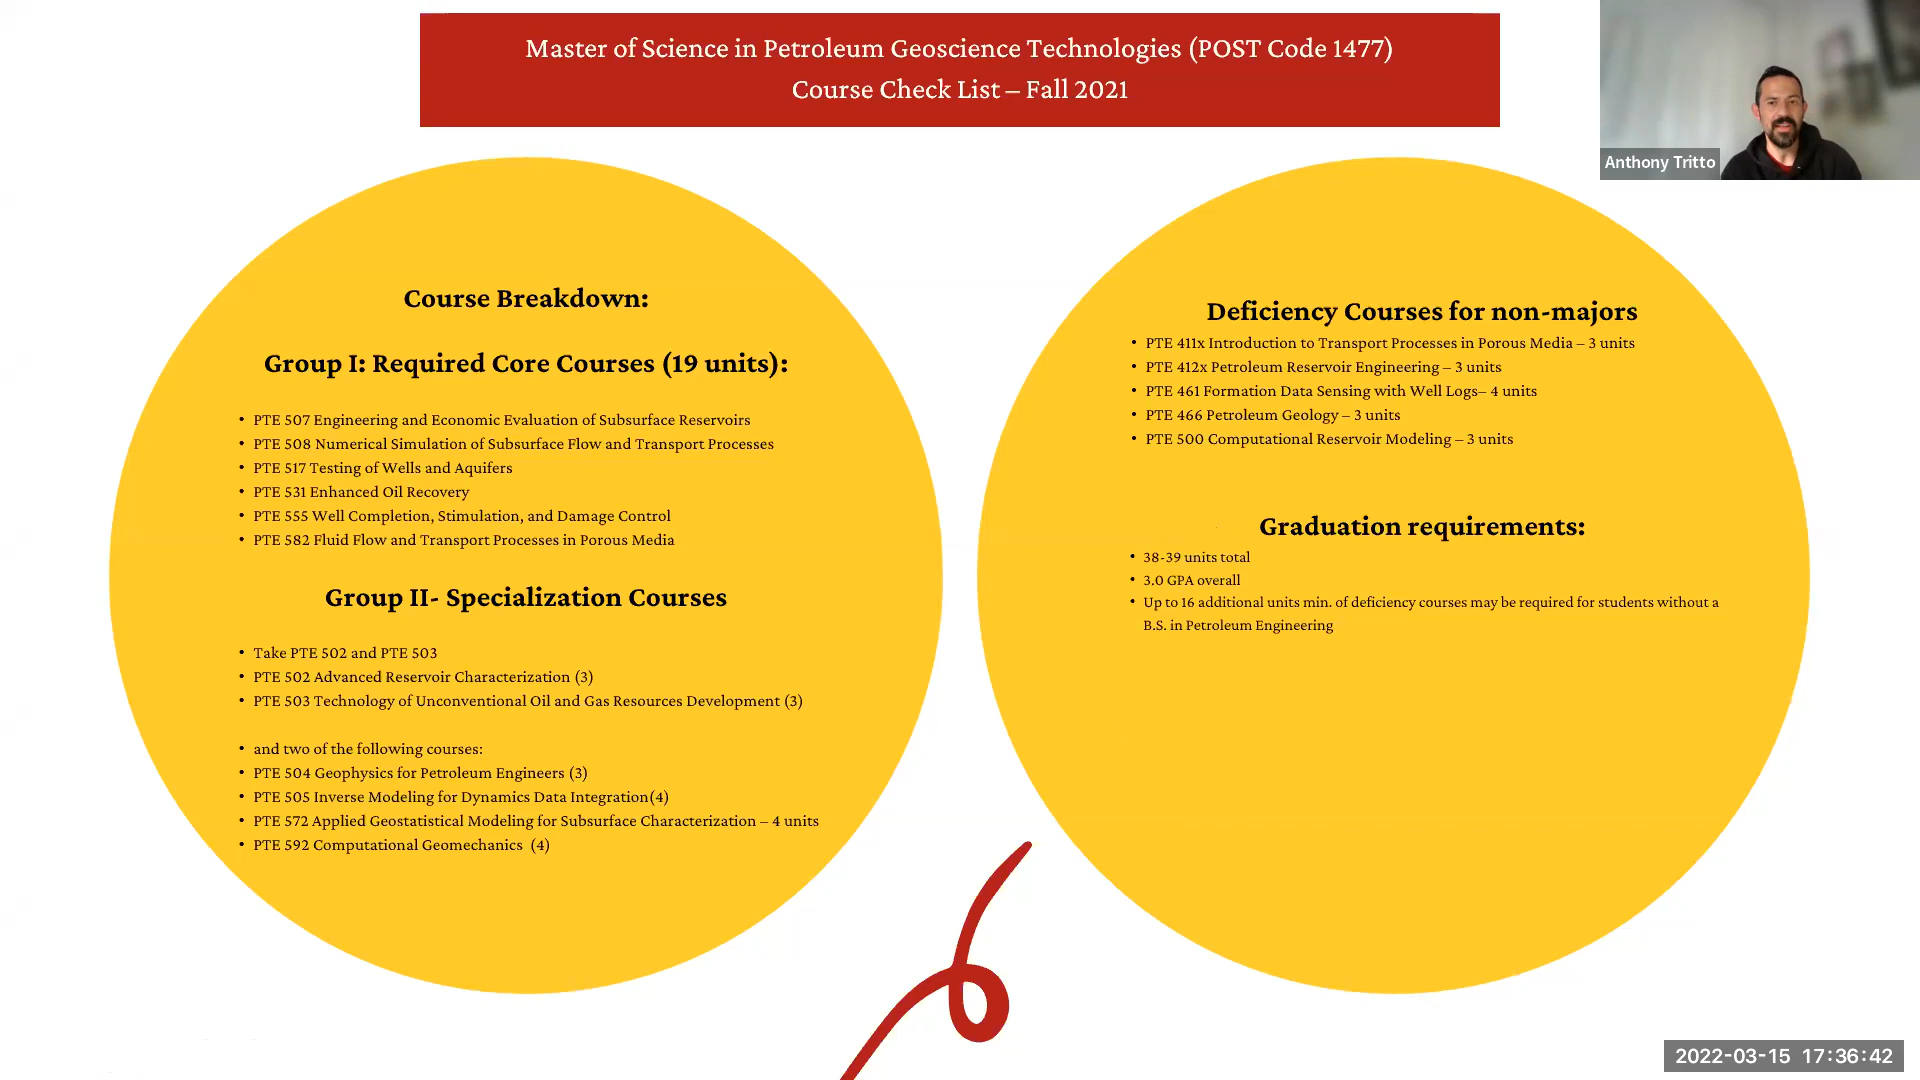 Master of Science in Petroleum Geoscience Technologies (POST Code 1477)
Course Check List – Fall 2021
Anthony Tritto
Course Breakdown:
Group I: Required Core Courses (19 units):
• PTE 507 Engineering and Economic Evaluation of Subsurface Reservoirs
• PTE 508 Numerical Simulation of Subsurface Flow and Transport Processes
• PTE 517 Testing of Wells and Aquifers
• PTE 531 Enhanced Oil Recovery
• PTE 555 Well Completion, Stimulation, and Damage Control
• PTE 582 Fluid Flow and Transport Processes in Porous Media
Group II- Specialization Courses
• Take PTE 502 and PTE 503
• PTE 502 Advanced Reservoir Characterization (3)
• PTE 503 Technology of Unconventional Oil and Gas Resources Development (3)
• and two of the following courses:
• PTE 504 Geophysics for Petroleum Engineers (3)
• PTE 505 Inverse Modeling for Dynamics Data Integration(4)
• PTE 572 Applied Geostatistical Modeling for Subsurface Characterization – 4 units
• PTE 592 Computational Geomechanics (4)
Deficiency Courses for non-majors
• PTE 411x Introduction to Transport Processes in Porous Media – 3 units
• PTE 412x Petroleum Reservoir Engineering – 3 units
• PTE 461 Formation Data Sensing with Well Logs– 4 units
• PTE 466 Petroleum Geology – 3 units
• PTE 500 Computational Reservoir Modeling – 3 units
Graduation requirements:
• 38-39 units total
• 3.0 GPA overall
• Up to 16 additional units min. of deficiency courses may be required for students without a
B.S. in Petroleum Engineering
2022-03-15 17:36:42